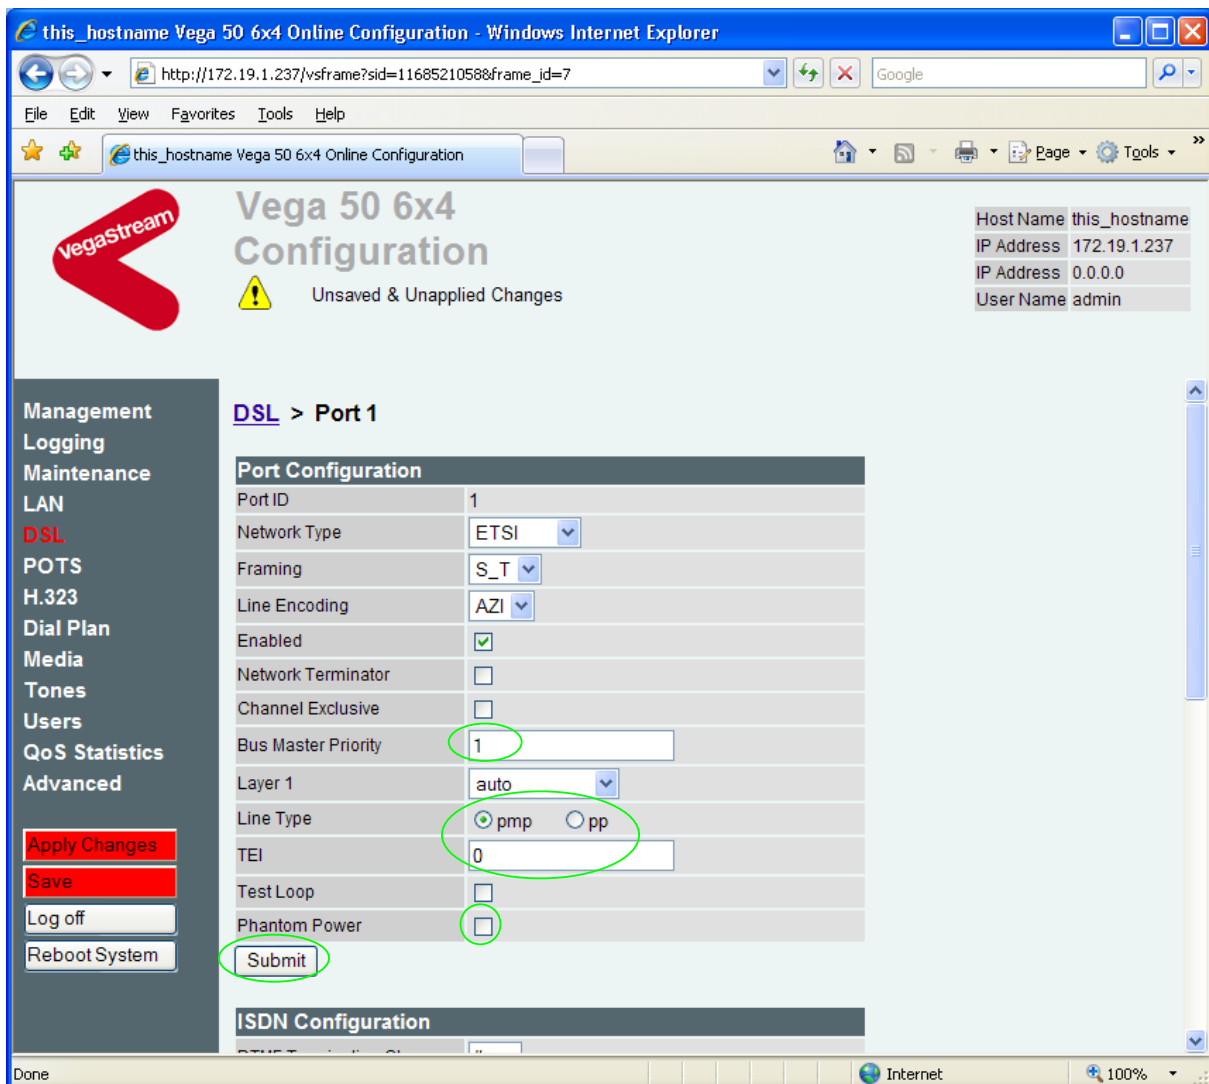 this_hostname Vega 50 6x4 Online Configuration - Windows Internet Explorer
http://172.19.1.237/vsframe?sid=1168521058&frame_id=7
Google
File Edit View Favorites Tools Help
this_hostname Vega 50 6x4 Online Configuration
Page Tools »
vegastream
Vega 50 6x4
Configuration
Unsaved & Unapplied Changes
Host Name this_hostname
IP Address 172.19.1.237
IP Address 0.0.0.0
User Name admin
Management
Logging
Maintenance
LAN
DSL
POTS
H.323
Dial Plan
Media
Tones
Users
QoS Statistics
Advanced
Apply Changes
Save
Log off
Reboot System
DSL > Port 1
Port Configuration
Port ID 1
Network Type ETSI
Framing S_T
Line Encoding AZI
Enabled
Network Terminator
Channel Exclusive
Bus Master Priority 1
Layer 1 auto
Line Type pmp pp
TEI 0
Test Loop
Phantom Power
Submit
ISDN Configuration
Done
Internet
100%